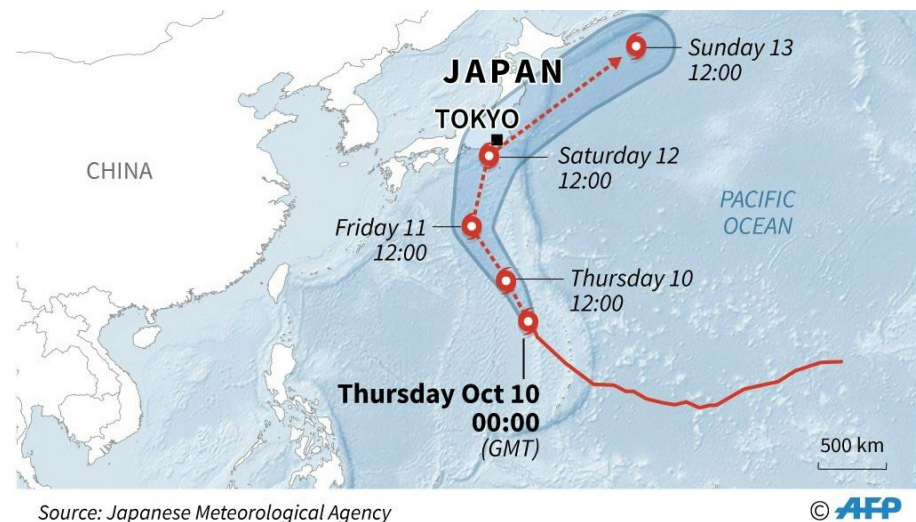 Sunday 13
12:00
JAPAN
TOKYO
CHINA
Saturday 12
12:00
PACIFIC
OCEAN
Friday 11
12:00
Thursday 10
12:00
Thursday Oct 10
00:00
(GMT)
500 km
Source: Japanese Meteorological Agency
© AFP